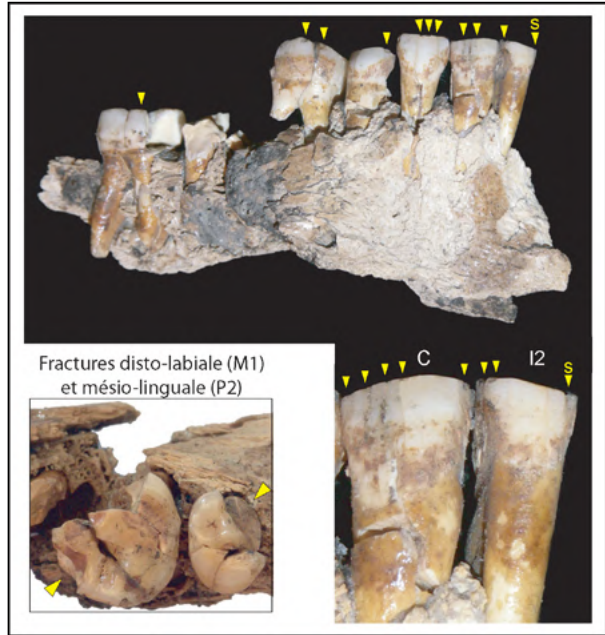 S
C
I2
S
Fractures disto-labiale (M1)
et mésio-linguale (P2)